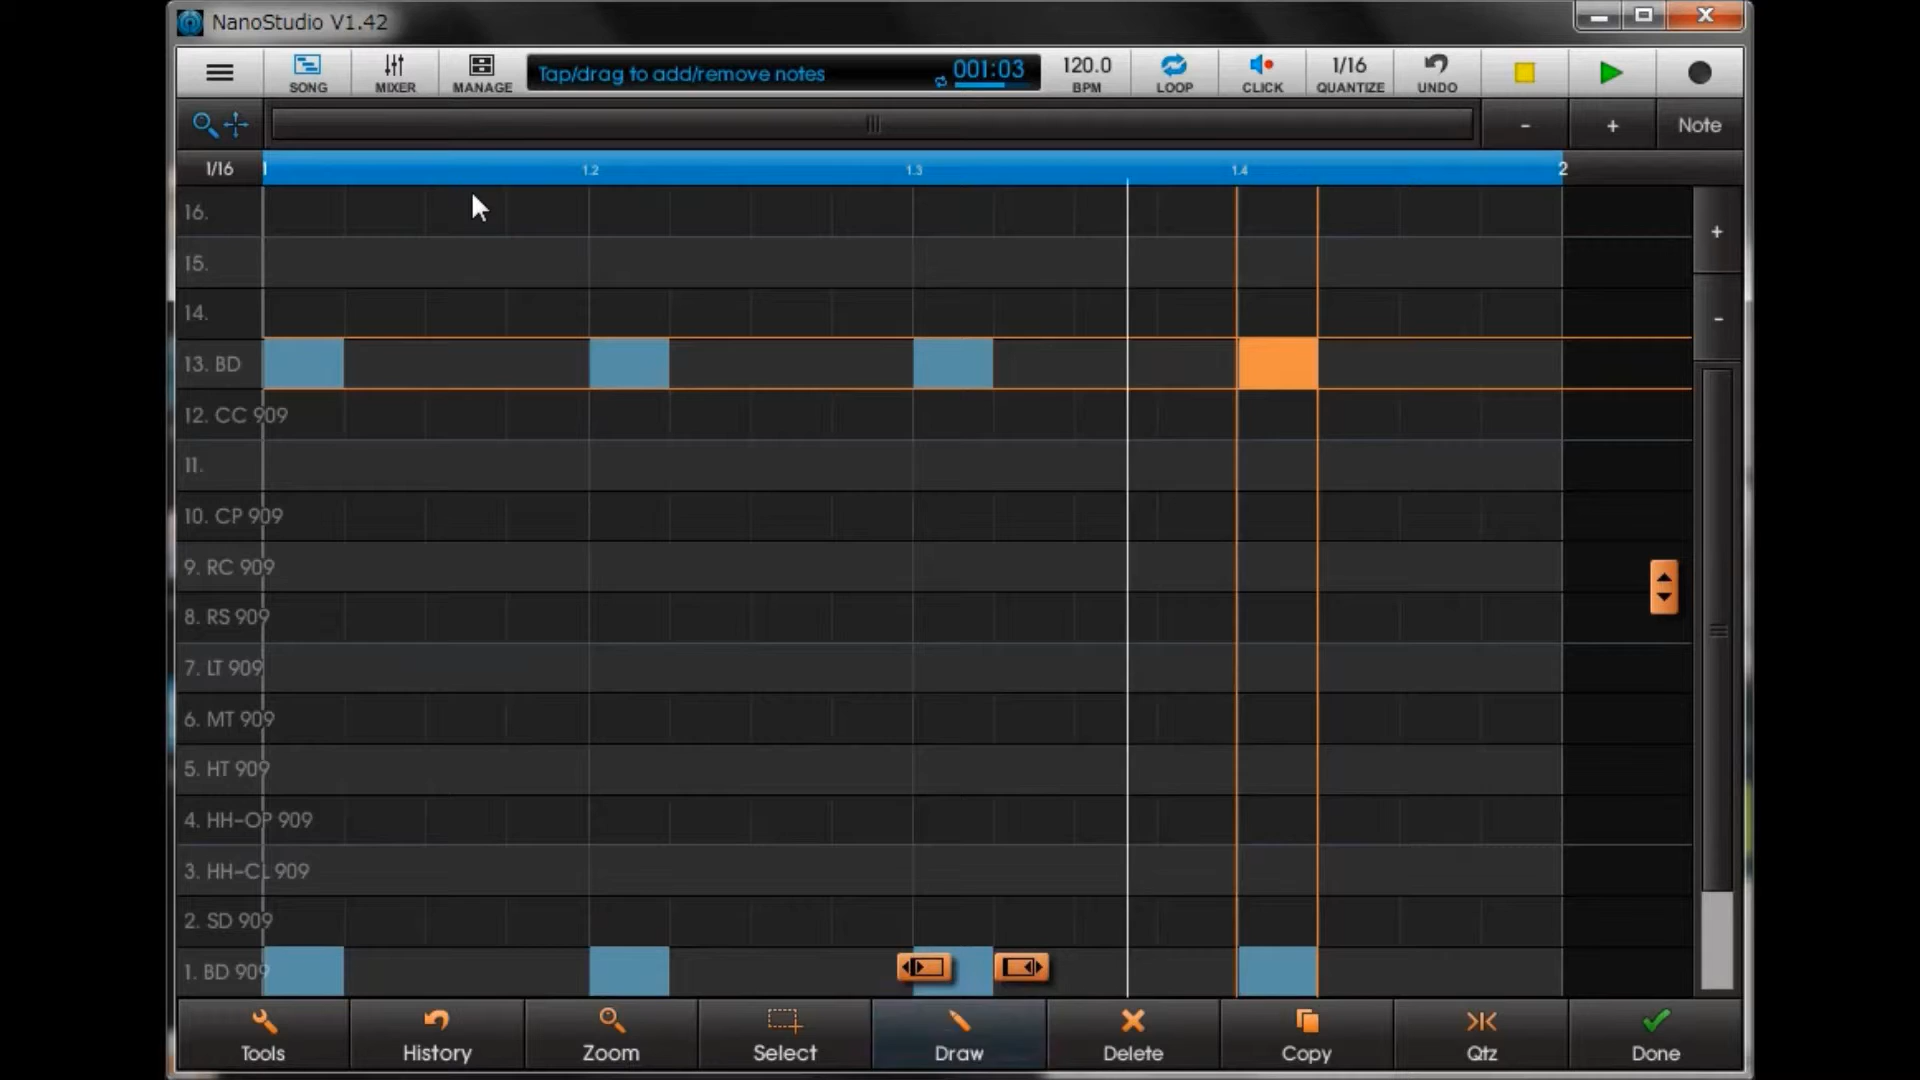 NanoStudio V1.42
SONG
MIXER
MANAGE
Tap/drag to add/remove notes
001:03
120.0
BPM
LOOP
CLICK
1/16
QUANTIZE
UNDO
-
+
Note
1/16
1
1.2
1.3
1.4
2
16.
15.
14.
13. BD
12. CC 909
11.
10. CP 909
9. RC 909
8. RS 909
7. LT 909
6. MT 909
5. HT 909
4. HH-OP 909
3. HH-CL 909
2. SD 909
1. BD 909
+
-
Tools
History
Zoom
Select
Draw
Delete
Copy
Qtz
Done